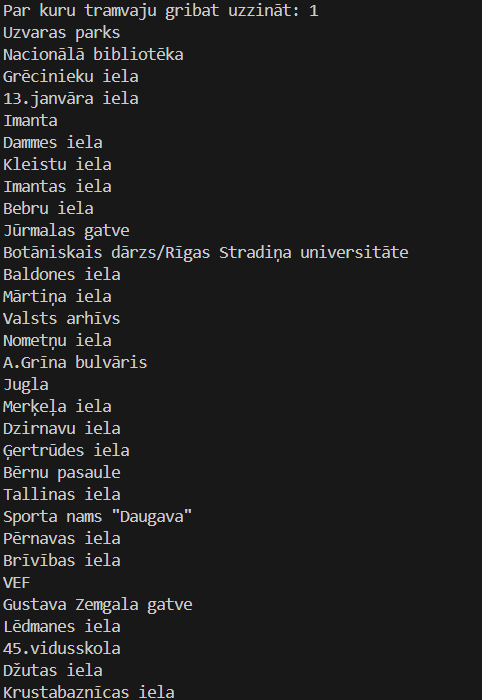 Par kuru tramvaju gribat uzzināt: 1
Uzvaras parks
Nacionālā bibliotēka
Grēcinieku iela
13.janvāra iela
Imanta
Dammes iela
Kleistu iela
Imantas iela
Bebru iela
Jūrmalas gatve
Botāniskais dārzs/Rīgas Stradiņa universitāte
Baldones iela
Mārtiņa iela
Valsts arhīvs
Nometņu iela
A.Grīna bulvāris
Jugla
Merķeļa iela
Dzirnavu iela
Ģertrūdes iela
Bērnu pasaule
Tallinas iela
Sporta nams "Daugava"
Pērnavas iela
Brīvības iela
VEF
Gustava Zemgala gatve
Lēdmanes iela
45.vidusskola
Džutas iela
Krustabaznīcas iela